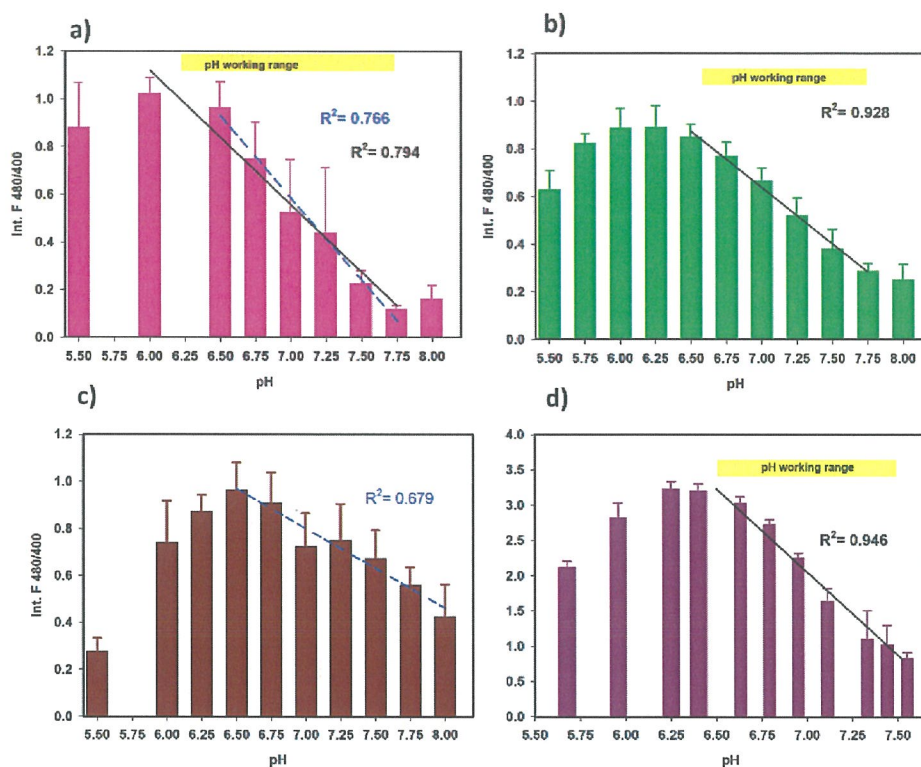 a)
pH working range
R²= 0.766
R²= 0.794
Int. F 480/400
1.2
1.0
0.8
0.6
0.4
0.2
0.0
5.50 5.75 6.00 6.25 6.50 6.75 7.00 7.25 7.50 7.75 8.00
pH
b)
pH working range
R²= 0.928
Int. F 480/400
1.2
1.0
0.8
0.6
0.4
0.2
0.0
5.50 5.75 6.00 6.25 6.50 6.75 7.00 7.25 7.50 7.75 8.00
pH
c)
R²= 0.679
Int. F 480/400
1.2
1.0
0.8
0.6
0.4
0.2
0.0
5.50 5.75 6.00 6.25 6.50 6.75 7.00 7.25 7.50 7.75 8.00
pH
d)
pH working range
R²= 0.946
Int. F 480/400
4.0
3.5
3.0
2.5
2.0
1.5
1.0
0.5
0.0
5.50 5.75 6.00 6.25 6.50 6.75 7.00 7.25 7.50
pH